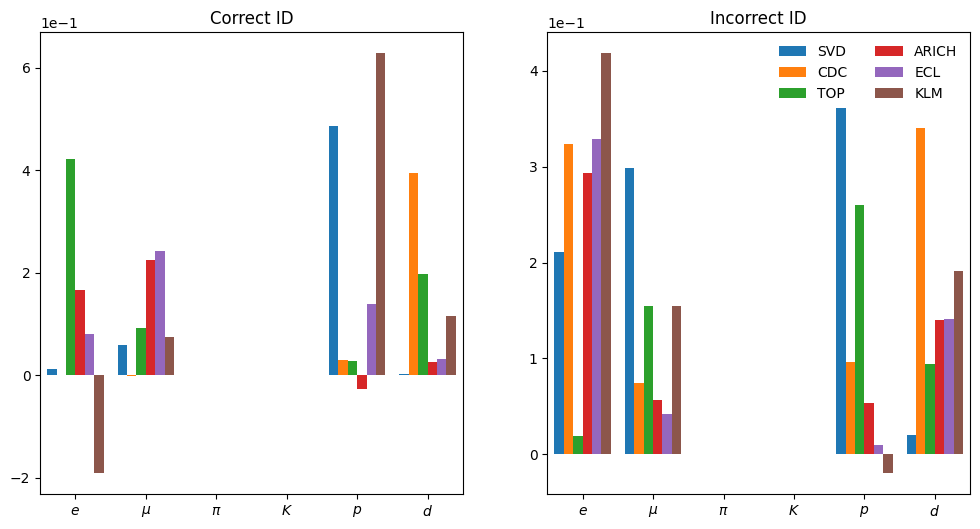 Correct ID
1e−1
6
4
2
0
−2
e μ π K p d
Incorrect ID
1e−1
SVD ARICH
CDC ECL
TOP KLM
4
3
2
1
0
e μ π K p d